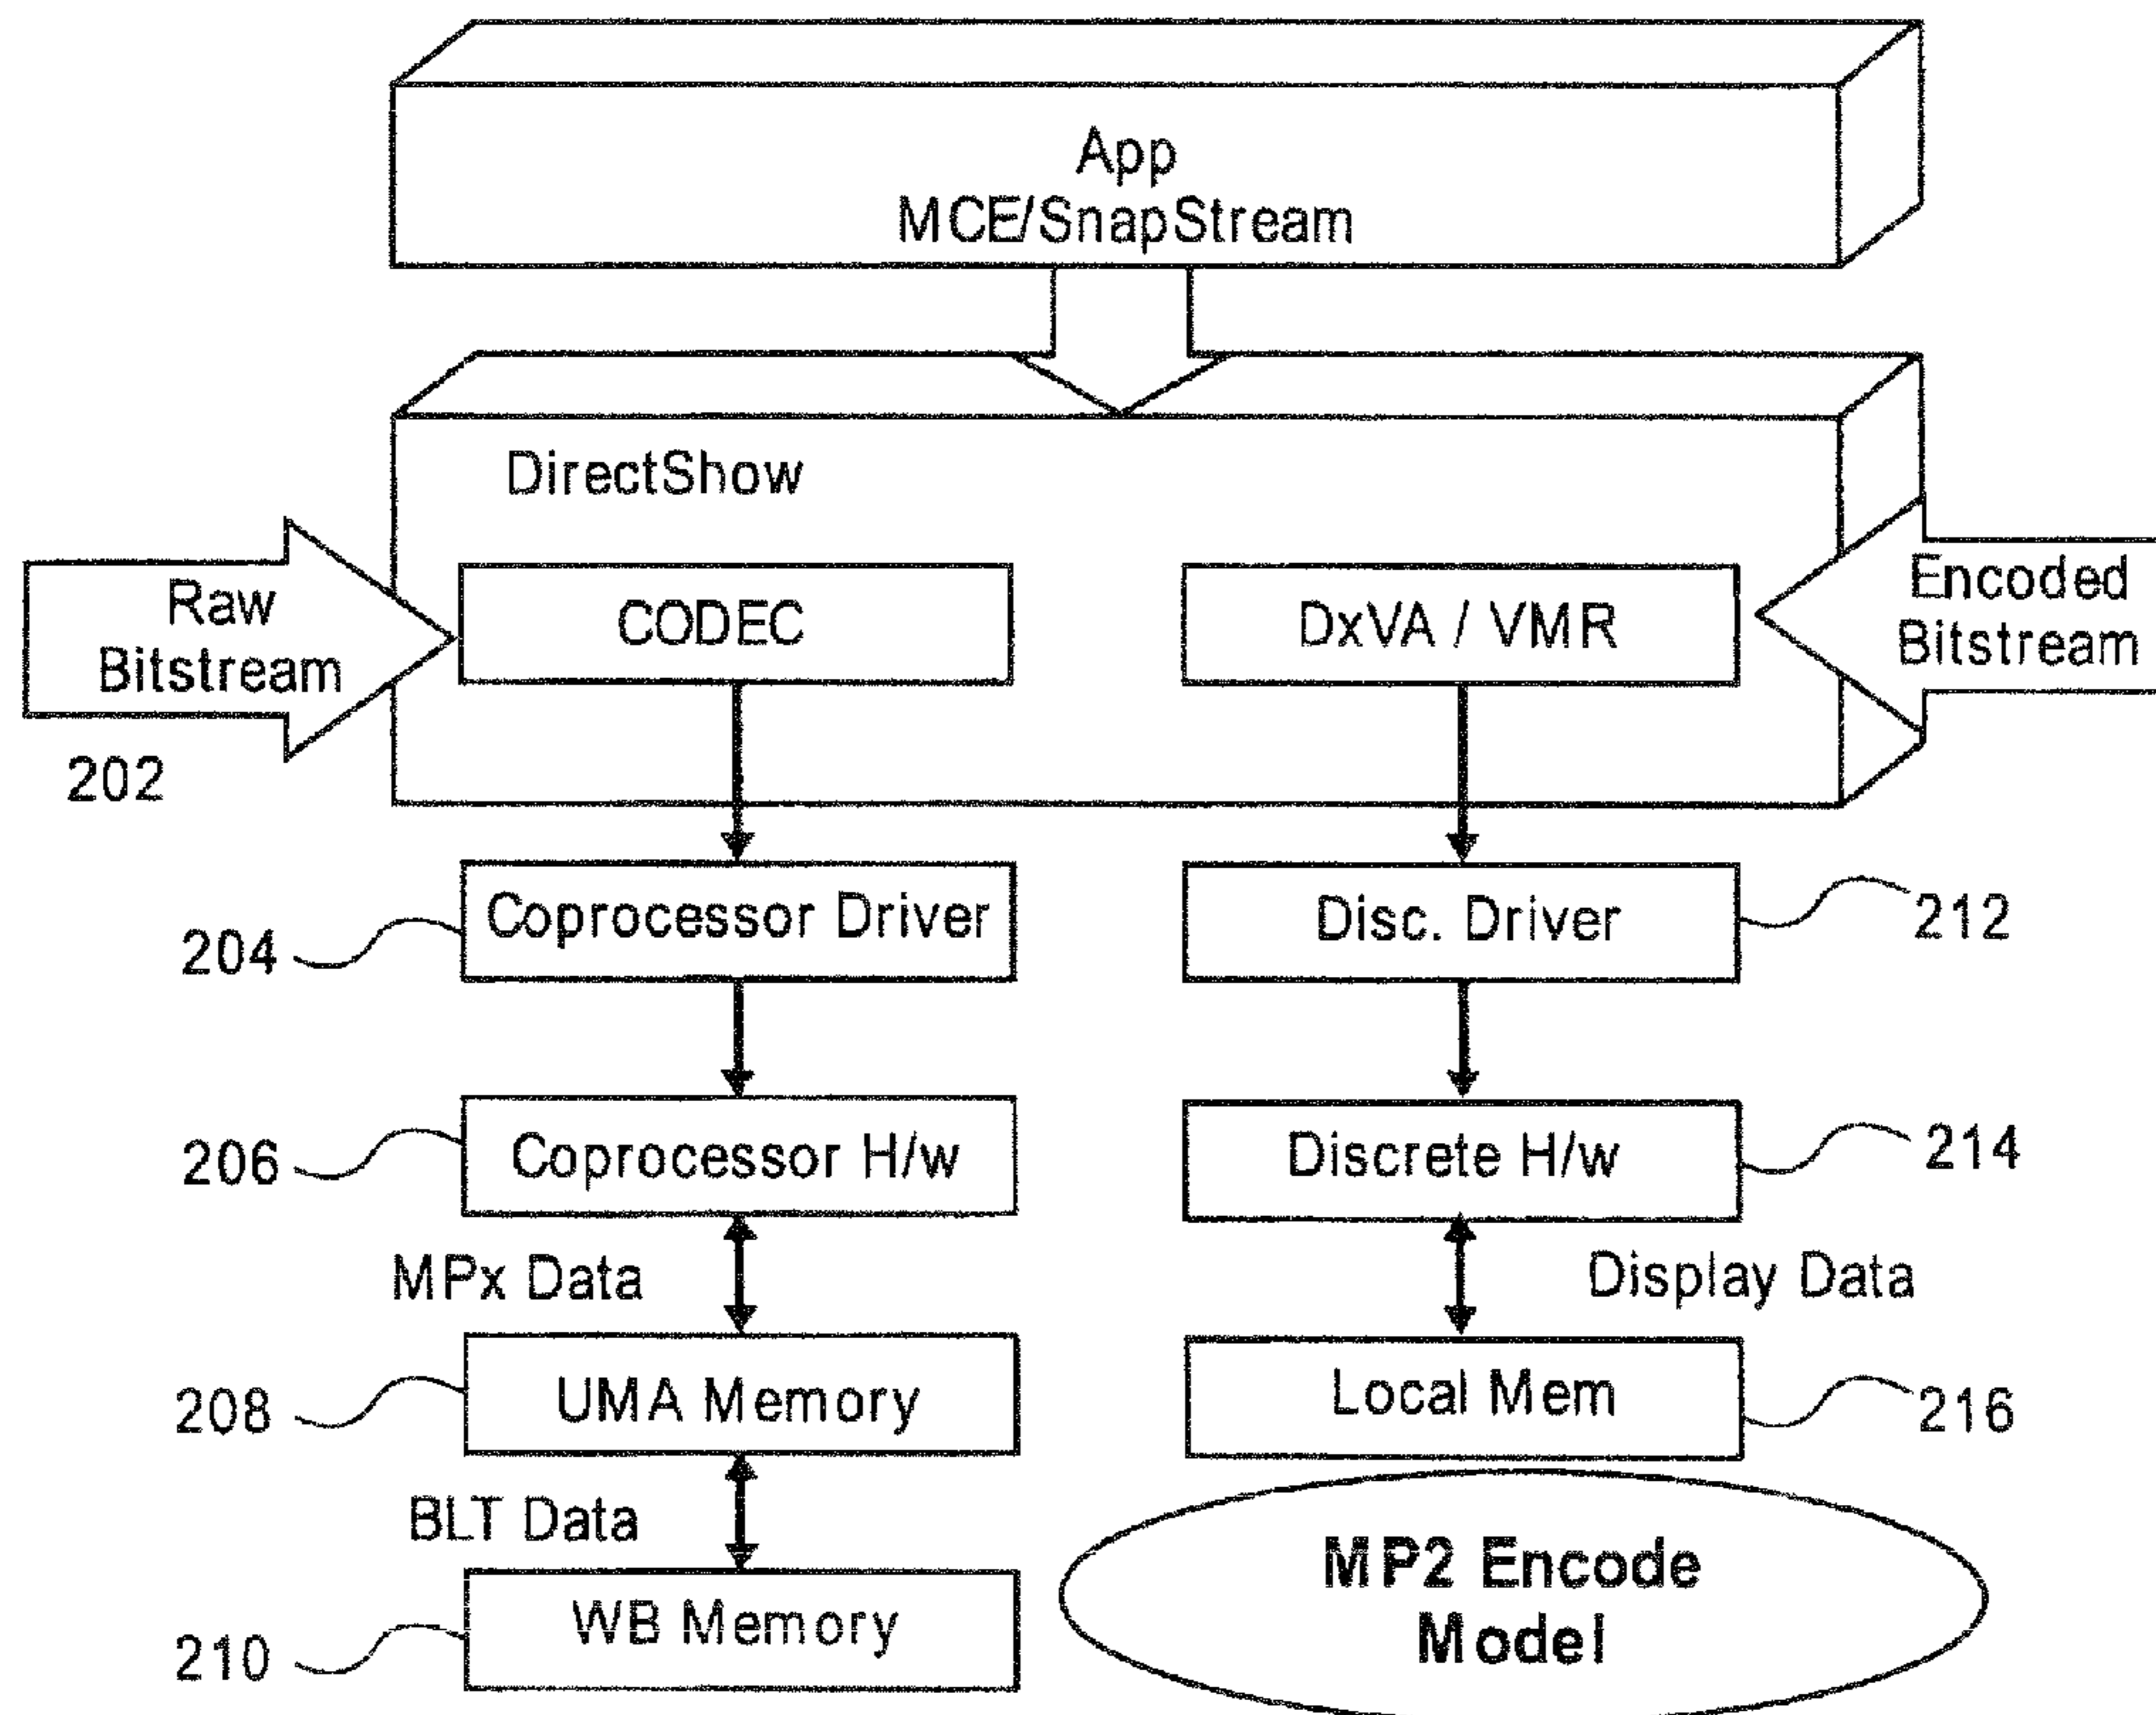 App
MCE/SnapStream
DirectShow
Raw
Bitstream
202
CODEC
DxVA / VMR
Encoded
Bitstream
204
Coprocessor Driver
Disc. Driver
212
206
Coprocessor H/w
Discrete H/w
214
MPx Data
Display Data
208
UMA Memory
Local Mem
216
BLT Data
210
WB Memory
MP2 Encode
Model